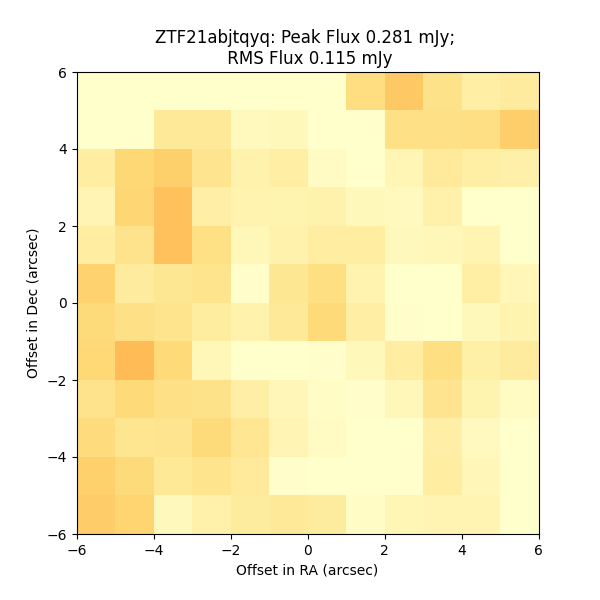 ZTF21abjtqyq: Peak Flux 0.281 mJy;
RMS Flux 0.115 mJy
6
4
2
0
−2
−4
−6
Offset in Dec (arcsec)
−6 −4 −2 0 2 4 6
Offset in RA (arcsec)